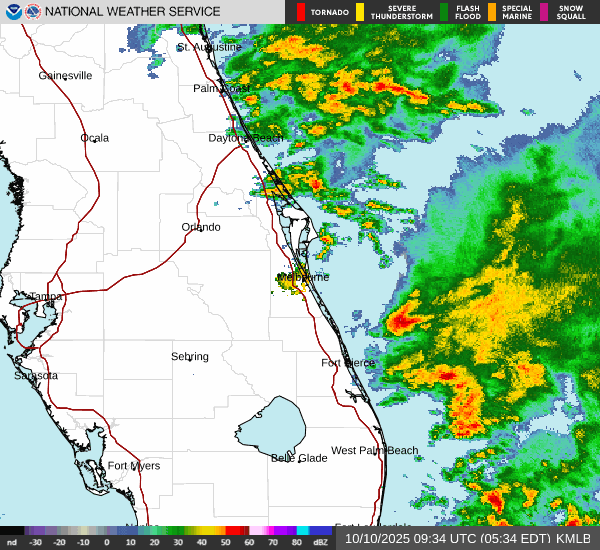 NATIONAL WEATHER SERVICE
TORNADO
SEVERE THUNDERSTORM
FLASH FLOOD
SPECIAL MARINE
SNOW SQUALL
St. Augustine
Gainesville
Palm Coast
Ocala
Daytona Beach
Orlando
Melbourne
Tampa
Sebring
Fort Pierce
Sarasota
West Palm Beach
Belle Glade
Fort Myers
nd -30 -20 -10 0 10 20 30 40 50 60 70 80 dBZ
10/10/2025 09:34 UTC (05:34 EDT) KMLB